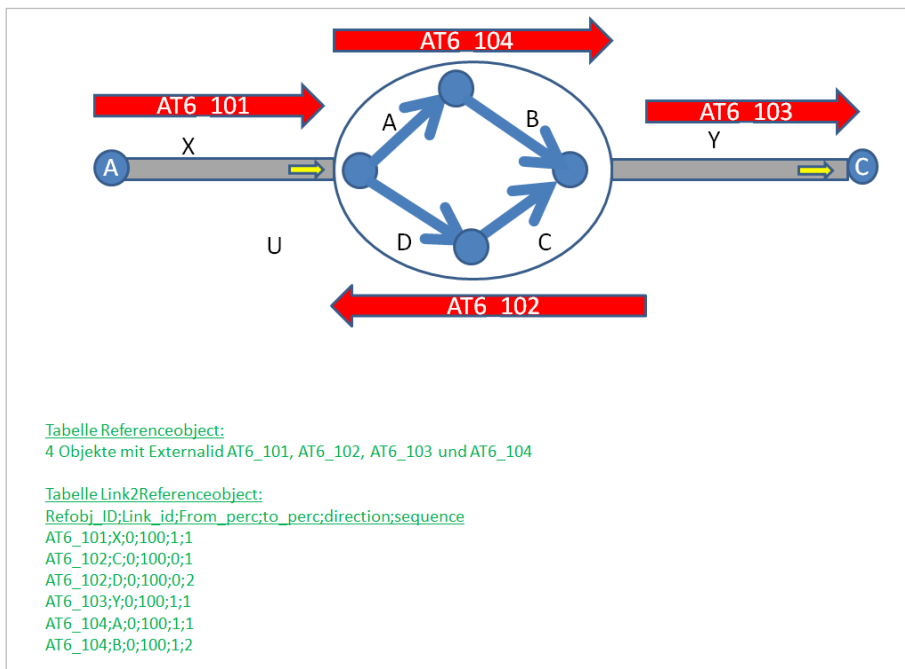 AT6_104
AT6_101
AT6_103
A
B
X
Y
A
C
U
D
C
AT6_102
Tabelle Referenceobject:
4 Objekte mit Externalid AT6_101, AT6_102, AT6_103 und AT6_104
Tabelle Link2Referenceobject:
Refobj_ID;Link_id;From_perc;to_perc;direction;sequence
AT6_101;X;0;100;1;1
AT6_102;C;0;100;0;1
AT6_102;D;0;100;0;2
AT6_103;Y;0;100;1;1
AT6_104;A;0;100;1;1
AT6_104;B;0;100;1;2